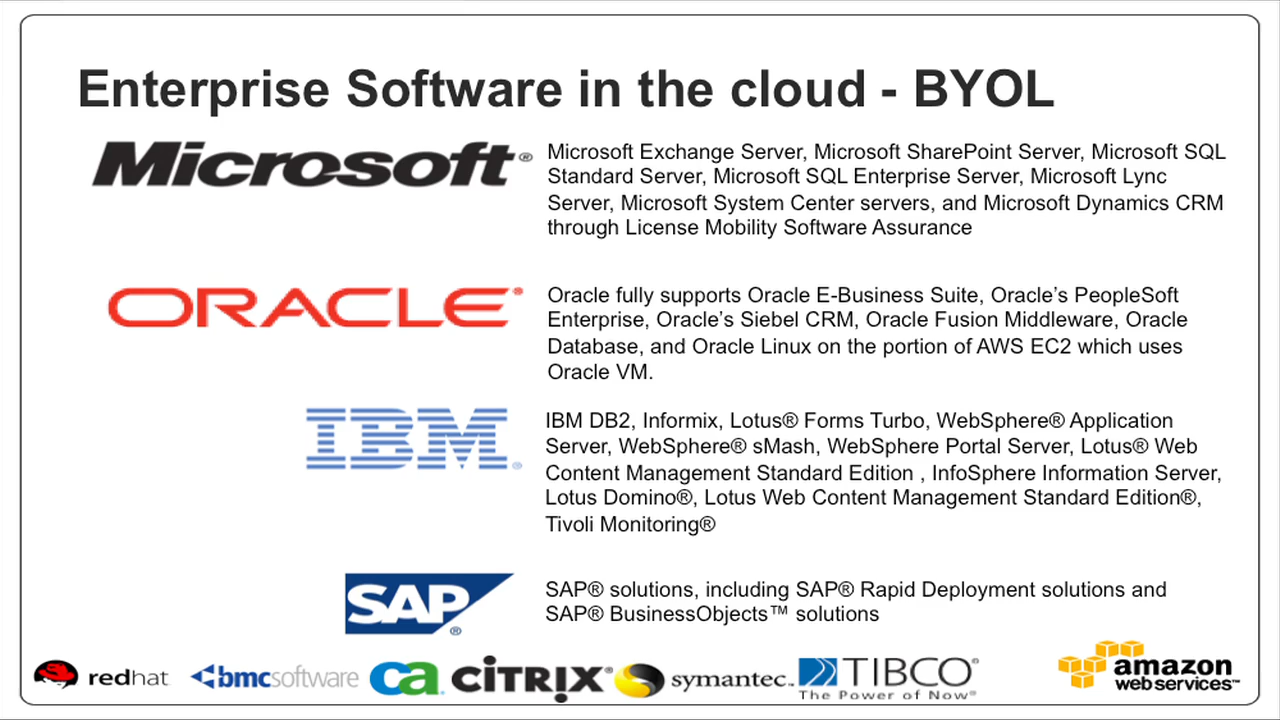 Enterprise Software in the cloud - BYOL
Microsoft®
Microsoft Exchange Server, Microsoft SharePoint Server, Microsoft SQL
Standard Server, Microsoft SQL Enterprise Server, Microsoft Lync
Server, Microsoft System Center servers, and Microsoft Dynamics CRM
through License Mobility Software Assurance
ORACLE®
Oracle fully supports Oracle E-Business Suite, Oracle’s PeopleSoft
Enterprise, Oracle’s Siebel CRM, Oracle Fusion Middleware, Oracle
Database, and Oracle Linux on the portion of AWS EC2 which uses
Oracle VM.
IBM®
IBM DB2, Informix, Lotus® Forms Turbo, WebSphere® Application
Server, WebSphere® sMash, WebSphere Portal Server, Lotus® Web
Content Management Standard Edition , InfoSphere Information Server,
Lotus Domino®, Lotus Web Content Management Standard Edition®,
Tivoli Monitoring®
SAP®
SAP® solutions, including SAP® Rapid Deployment solutions and
SAP® BusinessObjects™ solutions
redhat
bmcsoftware
ca
CITRIX®
symantec™
TIBCO®
The Power of Now®
amazon
webservices™